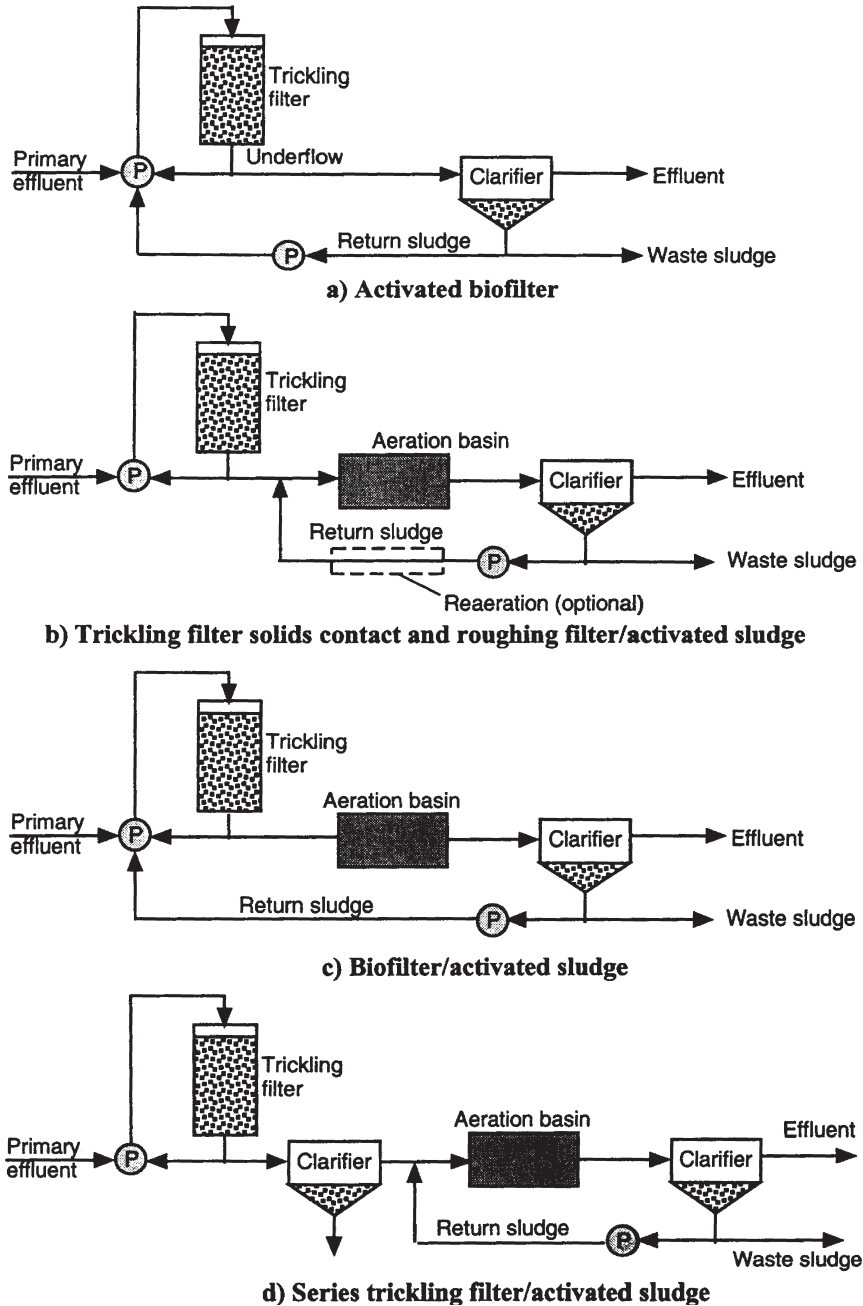 Trickling
filter
Primary
effluent
P
Underflow
Clarifier
Effluent
P
Return sludge
Waste sludge
a) Activated biofilter
Trickling
filter
Aeration basin
Primary
effluent
P
Clarifier
Effluent
Return sludge
P
Waste sludge
Reaeration (optional)
b) Trickling filter solids contact and roughing filter/activated sludge
Trickling
filter
Aeration basin
Primary
effluent
P
Clarifier
Effluent
Return sludge
P
Waste sludge
c) Biofilter/activated sludge
Trickling
filter
Aeration basin
Effluent
Primary
effluent
P
Clarifier
Clarifier
Return sludge
P
Waste sludge
d) Series trickling filter/activated sludge